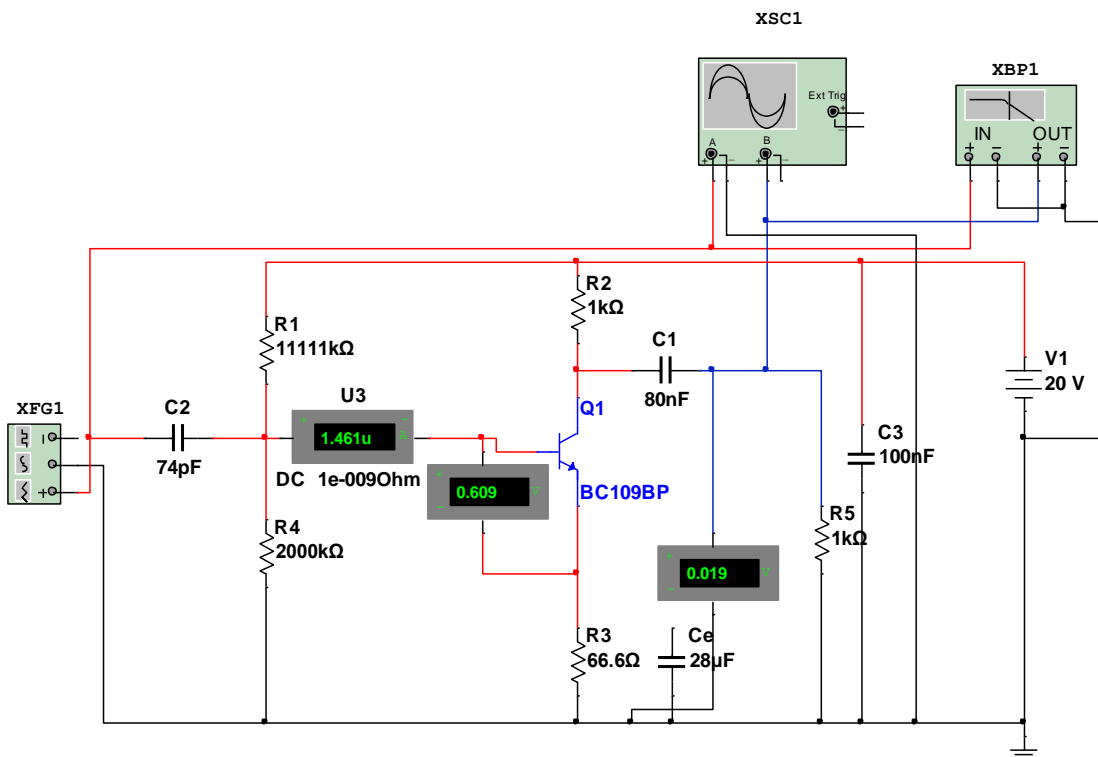 XSC1
XBP1
Ext Trig
+
−
A
B
+
−
+
−
IN
OUT
+
−
+
−
R2
1kΩ
R1
11111kΩ
C1
80nF
V1
20 V
U3
Q1
XFG1
C2
+
−
1.461u
A
74pF
DC 1e-009Ohm
C3
100nF
+
−
0.609
V
BC109BP
+
R4
2000kΩ
R5
1kΩ
+
−
0.019
V
R3
66.6Ω
Ce
28µF